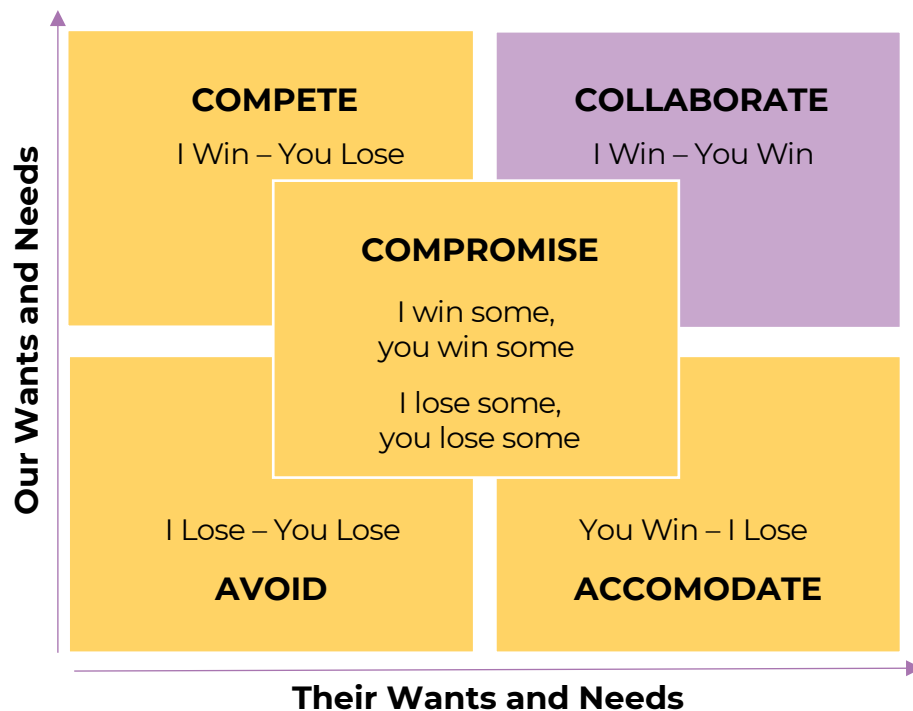 COMPETE
I Win – You Lose
COLLABORATE
I Win – You Win
COMPROMISE
I win some,
you win some
I lose some,
you lose some
I Lose – You Lose
AVOID
You Win – I Lose
ACCOMODATE
Our Wants and Needs
Their Wants and Needs